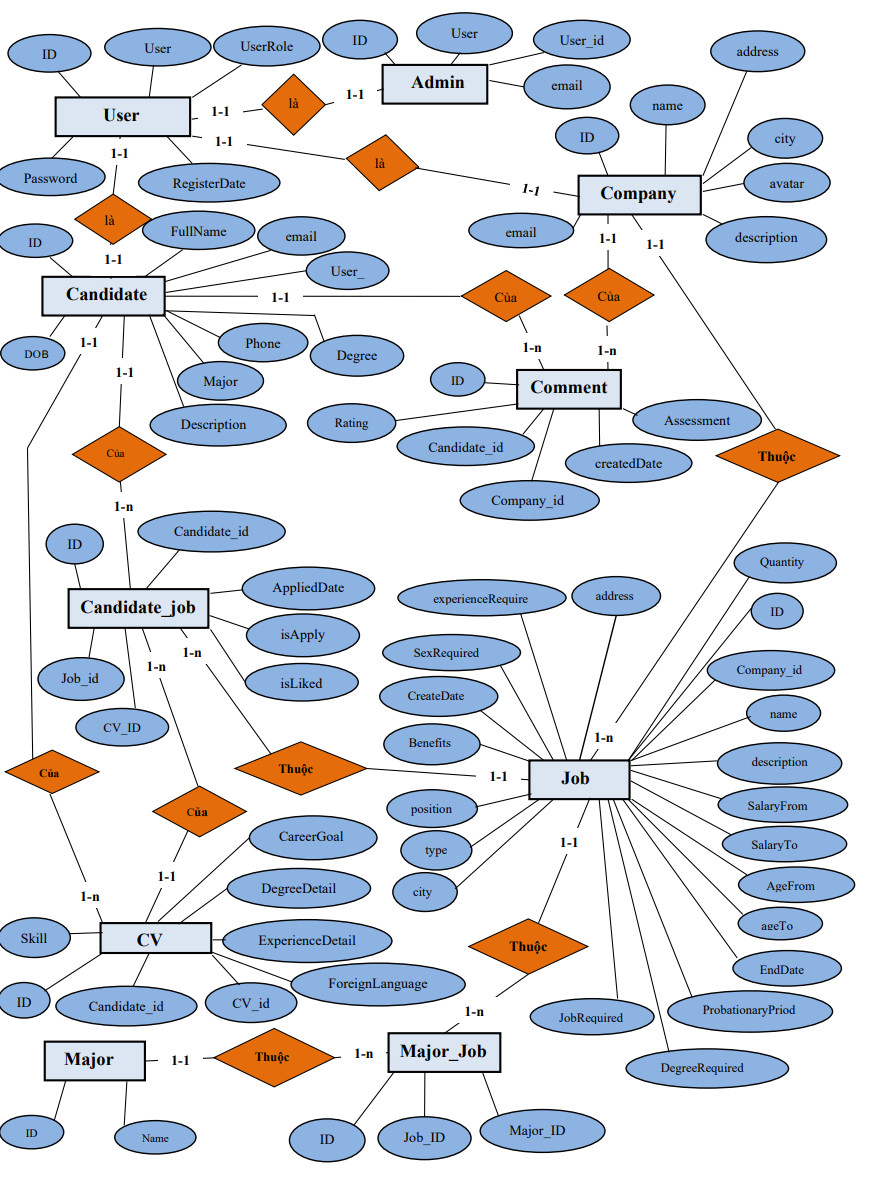 ID
User
UserRole
ID
User
User_id
address
Admin
email
name
User
1-1
là
1-1
1-1
ID
city
1-1
là
Password
RegisterDate
1-1
Company
avatar
là
FullName
email
email
1-1
1-1
description
ID
1-1
User_
Candidate
1-1
Của
Của
DOB
1-1
Phone
Degree
1-n
1-n
1-1
Major
ID
Comment
Description
Rating
Assessment
Của
Candidate_id
createdDate
Thuộc
1-n
Company_id
ID
Candidate_id
Quantity
AppliedDate
experienceRequire
address
ID
Candidate_job
isApply
1-n
1-n
SexRequired
Company_id
Job_id
isLiked
CreateDate
name
CV_ID
Benefits
1-n
description
Của
Thuộc
1-1
Job
position
SalaryFrom
Của
CareerGoal
type
1-1
SalaryTo
1-1
DegreeDetail
city
AgeFrom
1-n
ageTo
Skill
CV
ExperienceDetail
Thuộc
EndDate
ID
Candidate_id
CV_id
ForeignLanguage
1-n
JobRequired
ProbationaryPriod
Major
1-1
Thuộc
1-n
Major_Job
DegreeRequired
ID
Name
ID
Job_ID
Major_ID